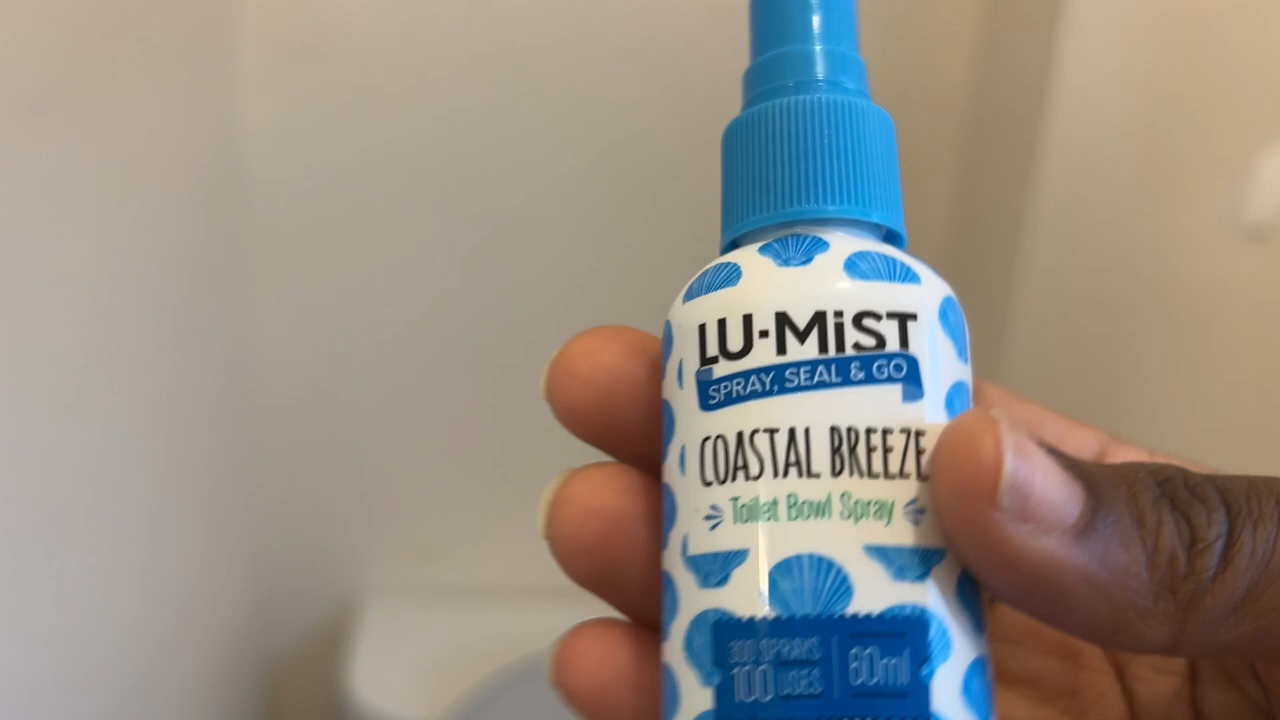 LU·MiST
SPRAY, SEAL & GO
COASTAL BREEZE
Toilet Bowl Spray
300 SPRAYS
100 USES
60ml